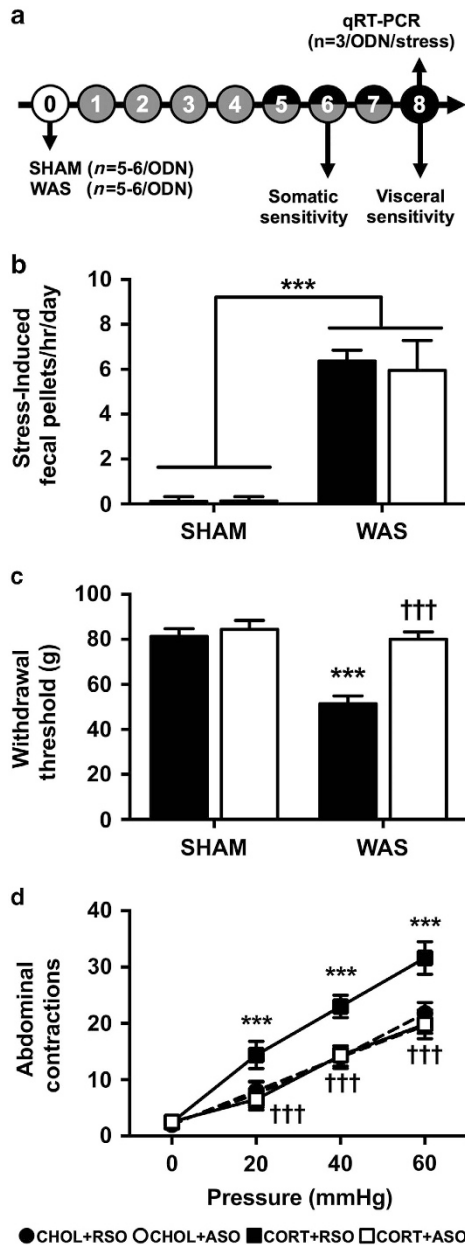 a
qRT-PCR
(n=3/ODN/stress)
0 1 2 3 4 5 6 7 8
SHAM (n=5-6/ODN)
WAS (n=5-6/ODN)
Somatic
sensitivity
Visceral
sensitivity
b
Stress-Induced
fecal pellets/hr/day
10
8
6
4
2
0
***
SHAM WAS
c
Withdrawal
threshold (g)
100
80
60
40
20
0
***
†††
SHAM WAS
d
Abdominal
contractions
40
30
20
10
0
***
***
***
†††
†††
†††
0 20 40 60
Pressure (mmHg)
CHOL+RSO CHOL+ASO CORT+RSO CORT+ASO